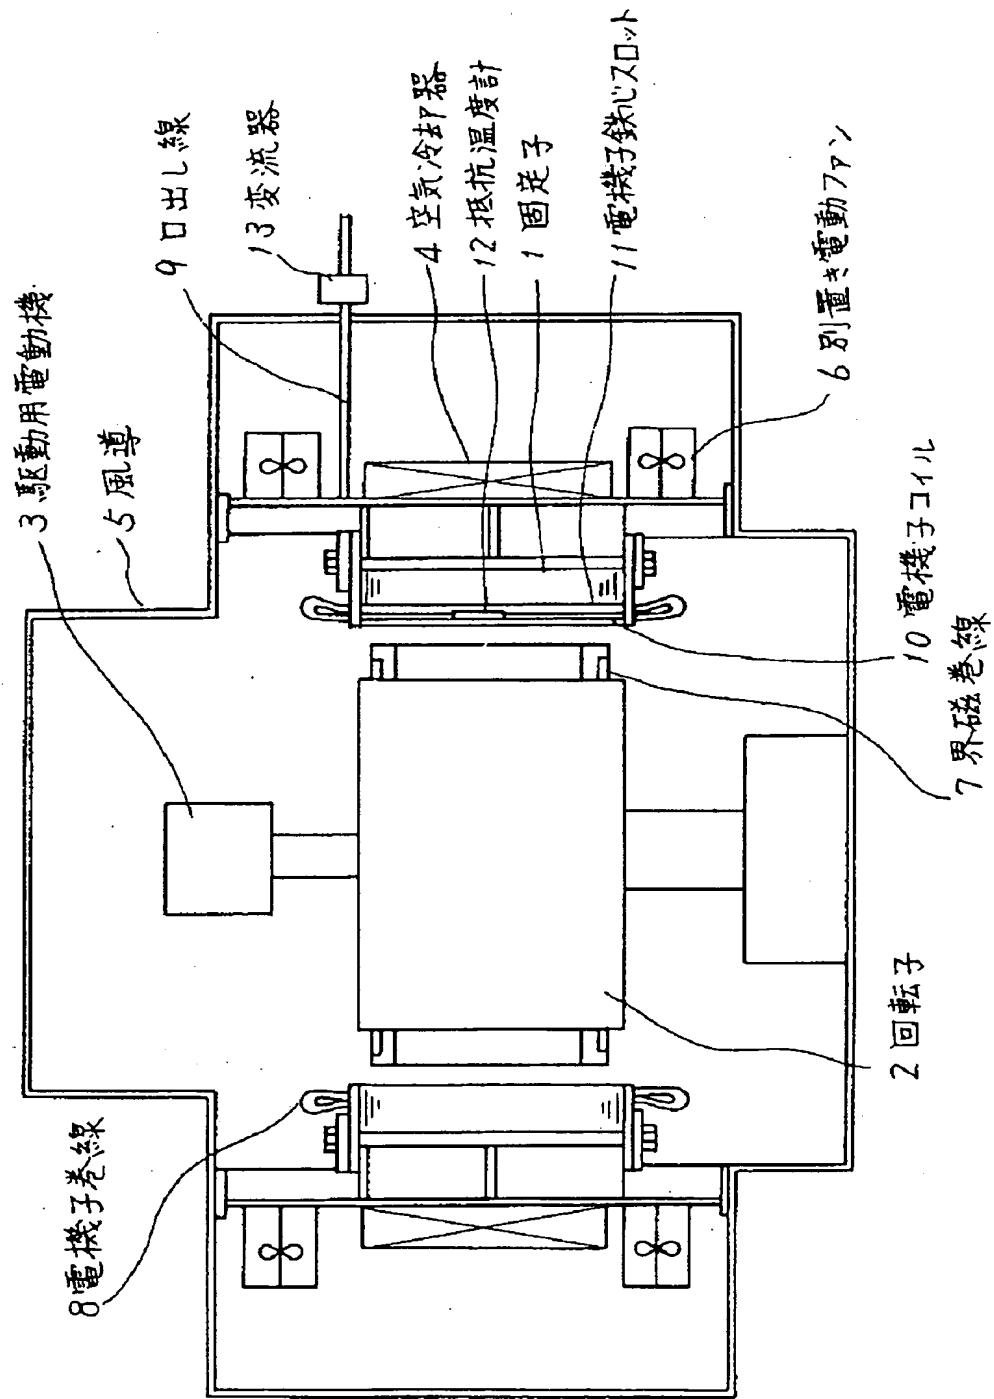 3 駆動用電動機
5 風導
9 口出し線
13 変流器
4 空気冷却器
12 抵抗温度計
1 固定子
11 電機子鉄心スロット
6 別置き電動ファン
10 電機子コイル
7 界磁巻線
2 回転子
8 電機子巻線